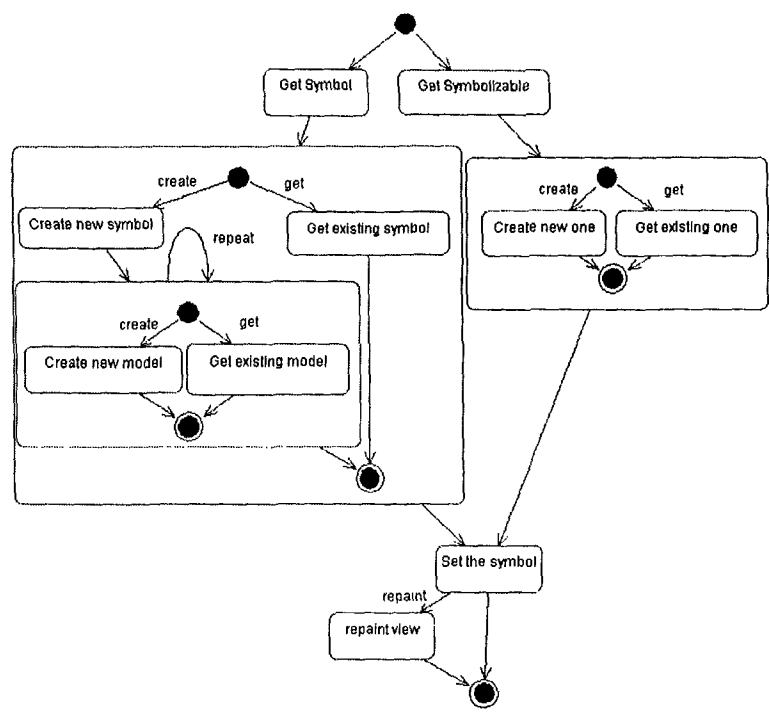 Get Symbol
Get Symbolizable
create
get
Create new symbol
Get existing symbol
repeat
create
get
Create new one
Get existing one
create
get
Create new model
Get existing model
Set the symbol
repaint
repaint view